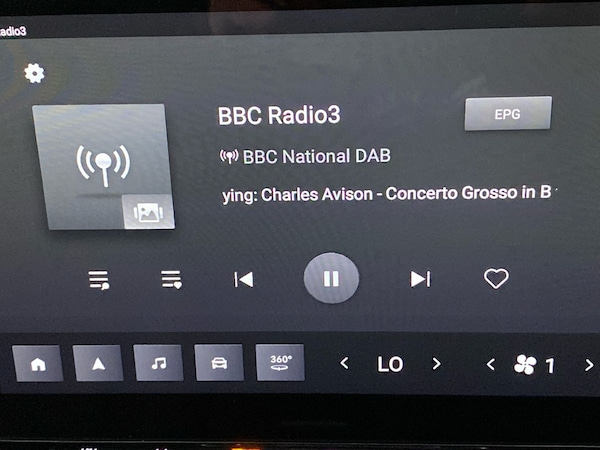 adio3
BBC Radio3
EPG
BBC National DAB
ying: Charles Avison - Concerto Grosso in B
360°
LO
1